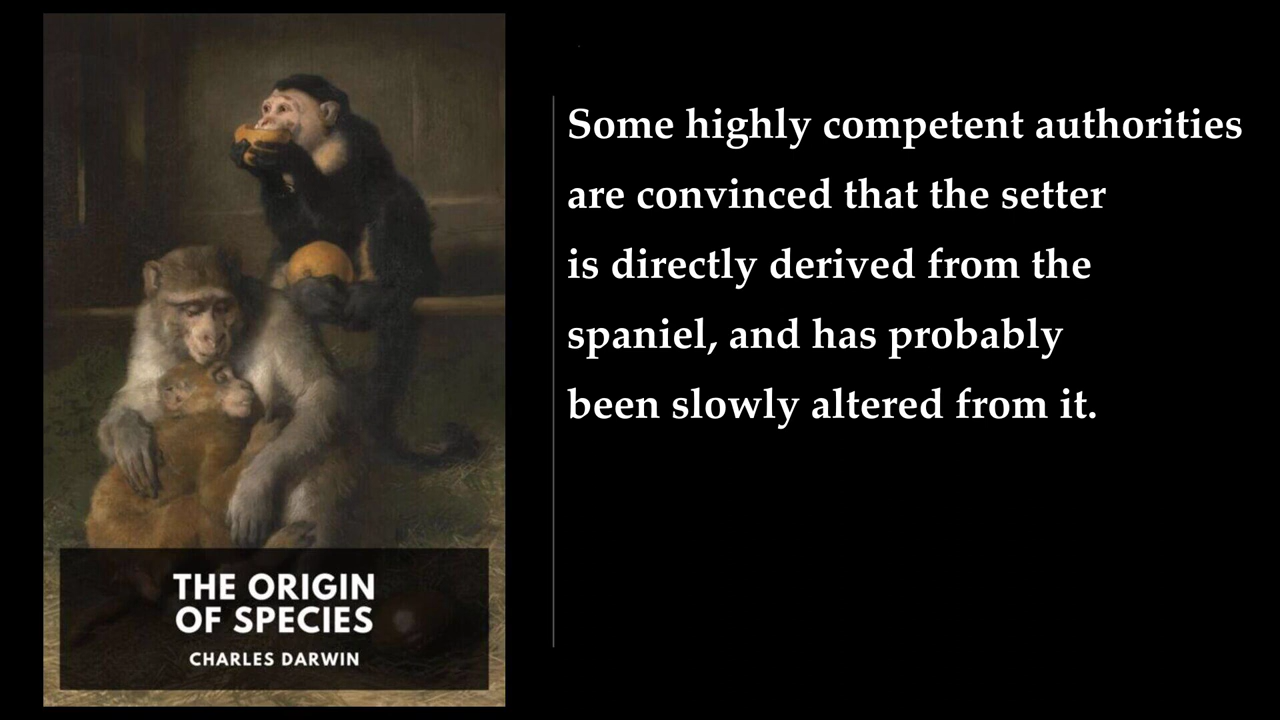 Some highly competent authorities
are convinced that the setter
is directly derived from the
spaniel, and has probably
been slowly altered from it.
THE ORIGIN
OF SPECIES
CHARLES DARWIN